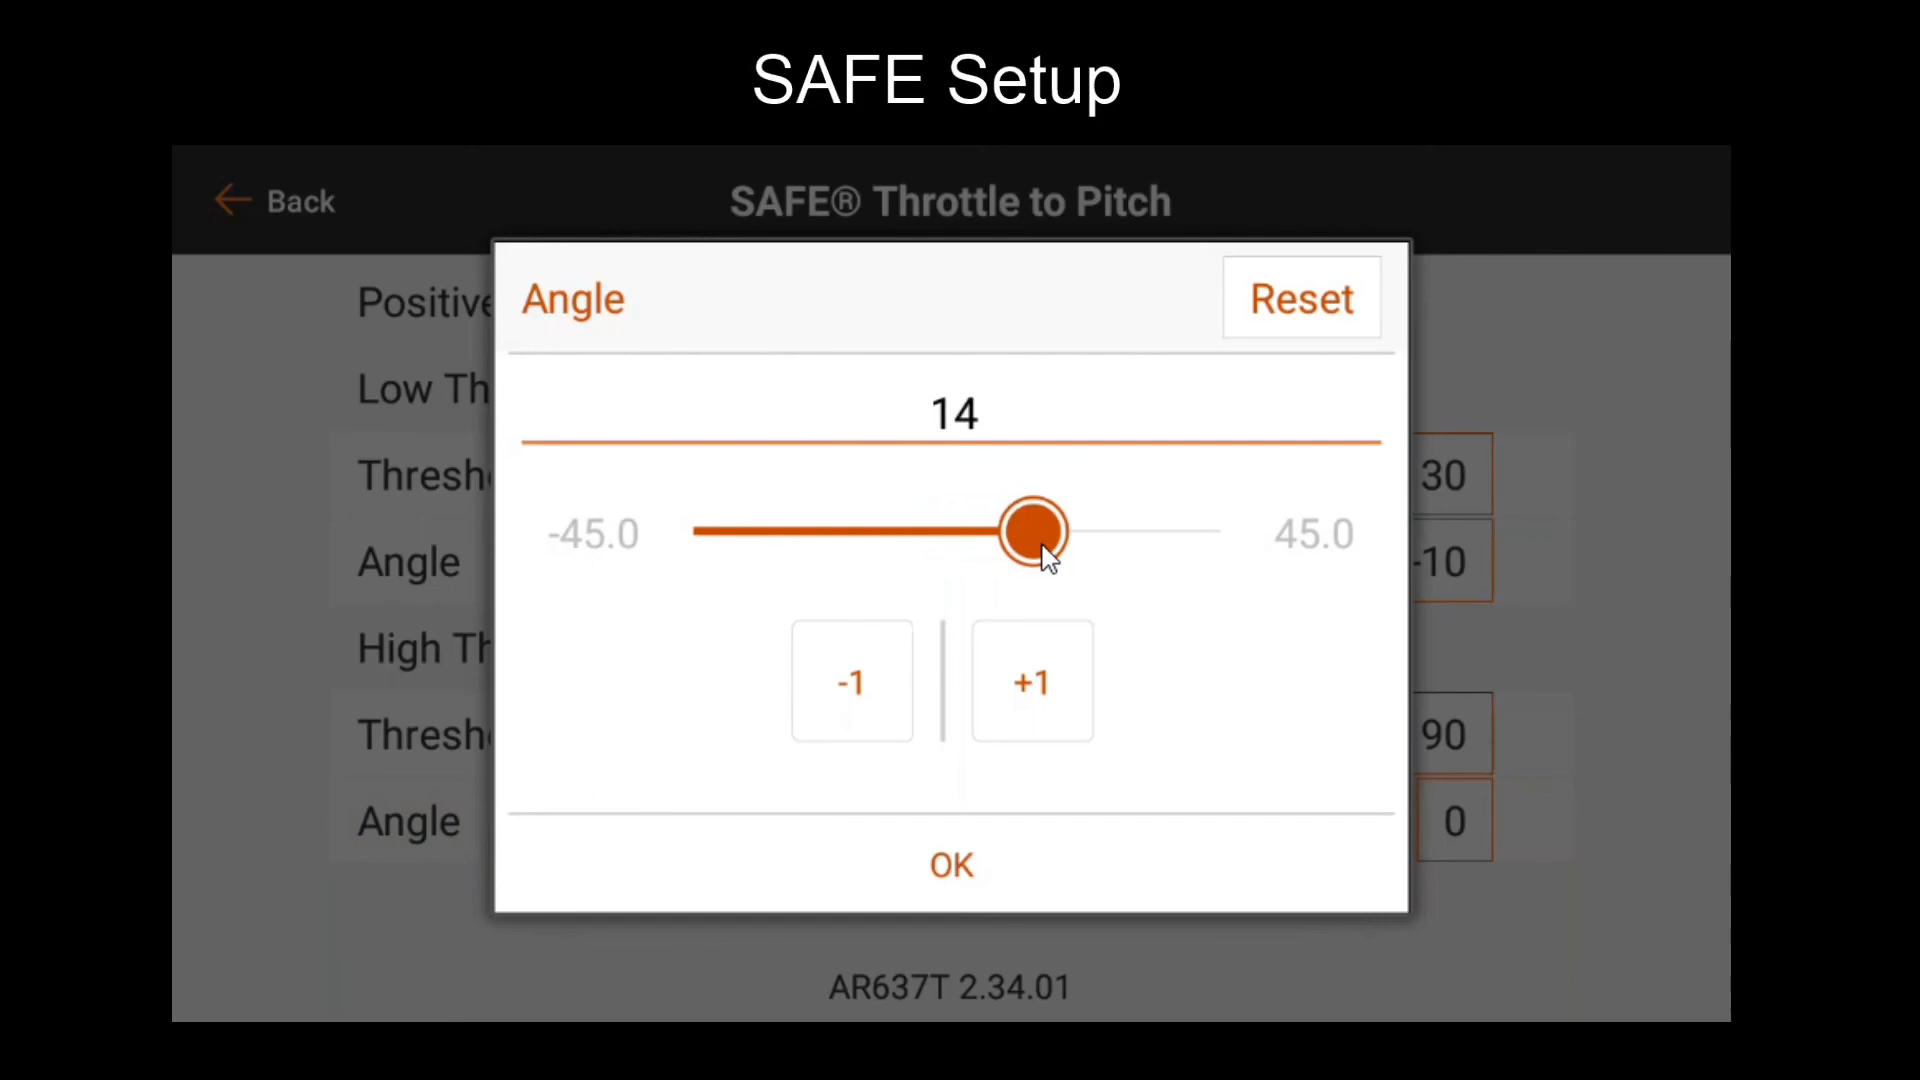 SAFE Setup
Back
SAFE® Throttle to Pitch
Positive
Angle
Reset
Low Th
14
Thresh
30
-45.0
45.0
Angle
-10
High Th
-1
+1
Thresh
90
Angle
0
OK
AR637T 2.34.01